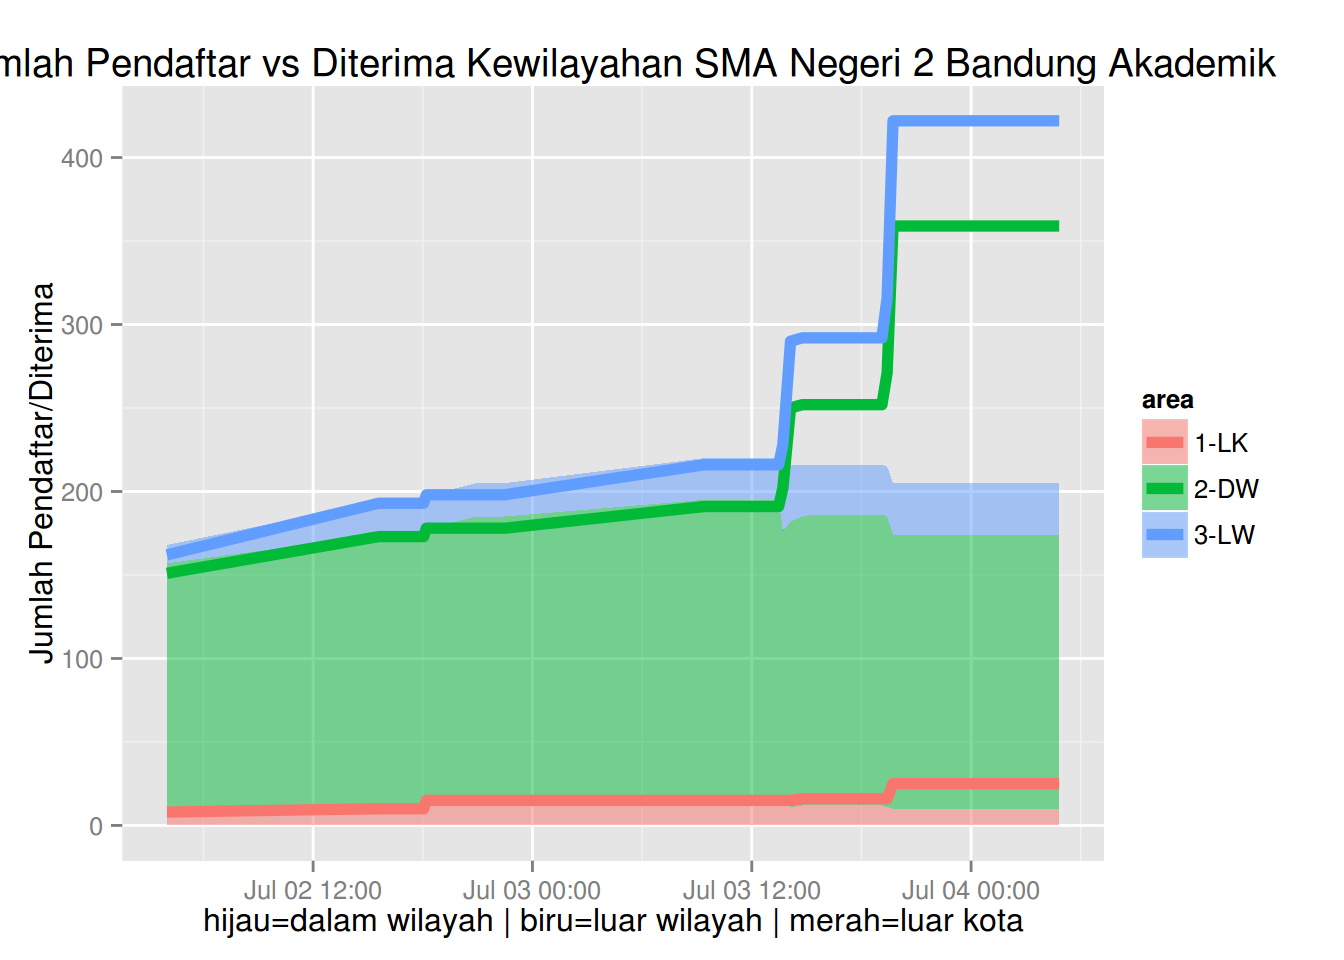 mlah Pendaftar vs Diterima Kewilayahan SMA Negeri 2 Bandung Akademik
Jumlah Pendaftar/Diterima
400
300
200
100
0
Jul 02 12:00
Jul 03 00:00
Jul 03 12:00
Jul 04 00:00
hijau=dalam wilayah | biru=luar wilayah | merah=luar kota
area
1-LK
2-DW
3-LW